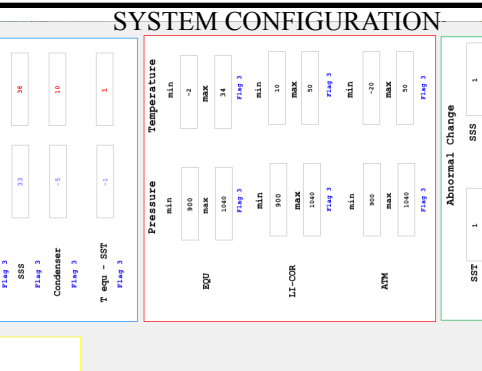 SYSTEM CONFIGURATION
Flag 3
SSS 33 36
Flag 3
Condenser -5 10
Flag 3
T equ - SST -1 1
Flag 3
Pressure Temperature
min min
900 -2
EQU max max
1040 34
Flag 3 Flag 3
min min
900 10
LI-COR max max
1040 50
Flag 3 Flag 3
min min
900 -20
ATM max max
1040 50
Flag 3 Flag 3
Abnormal Change
SST 1 SSS 1